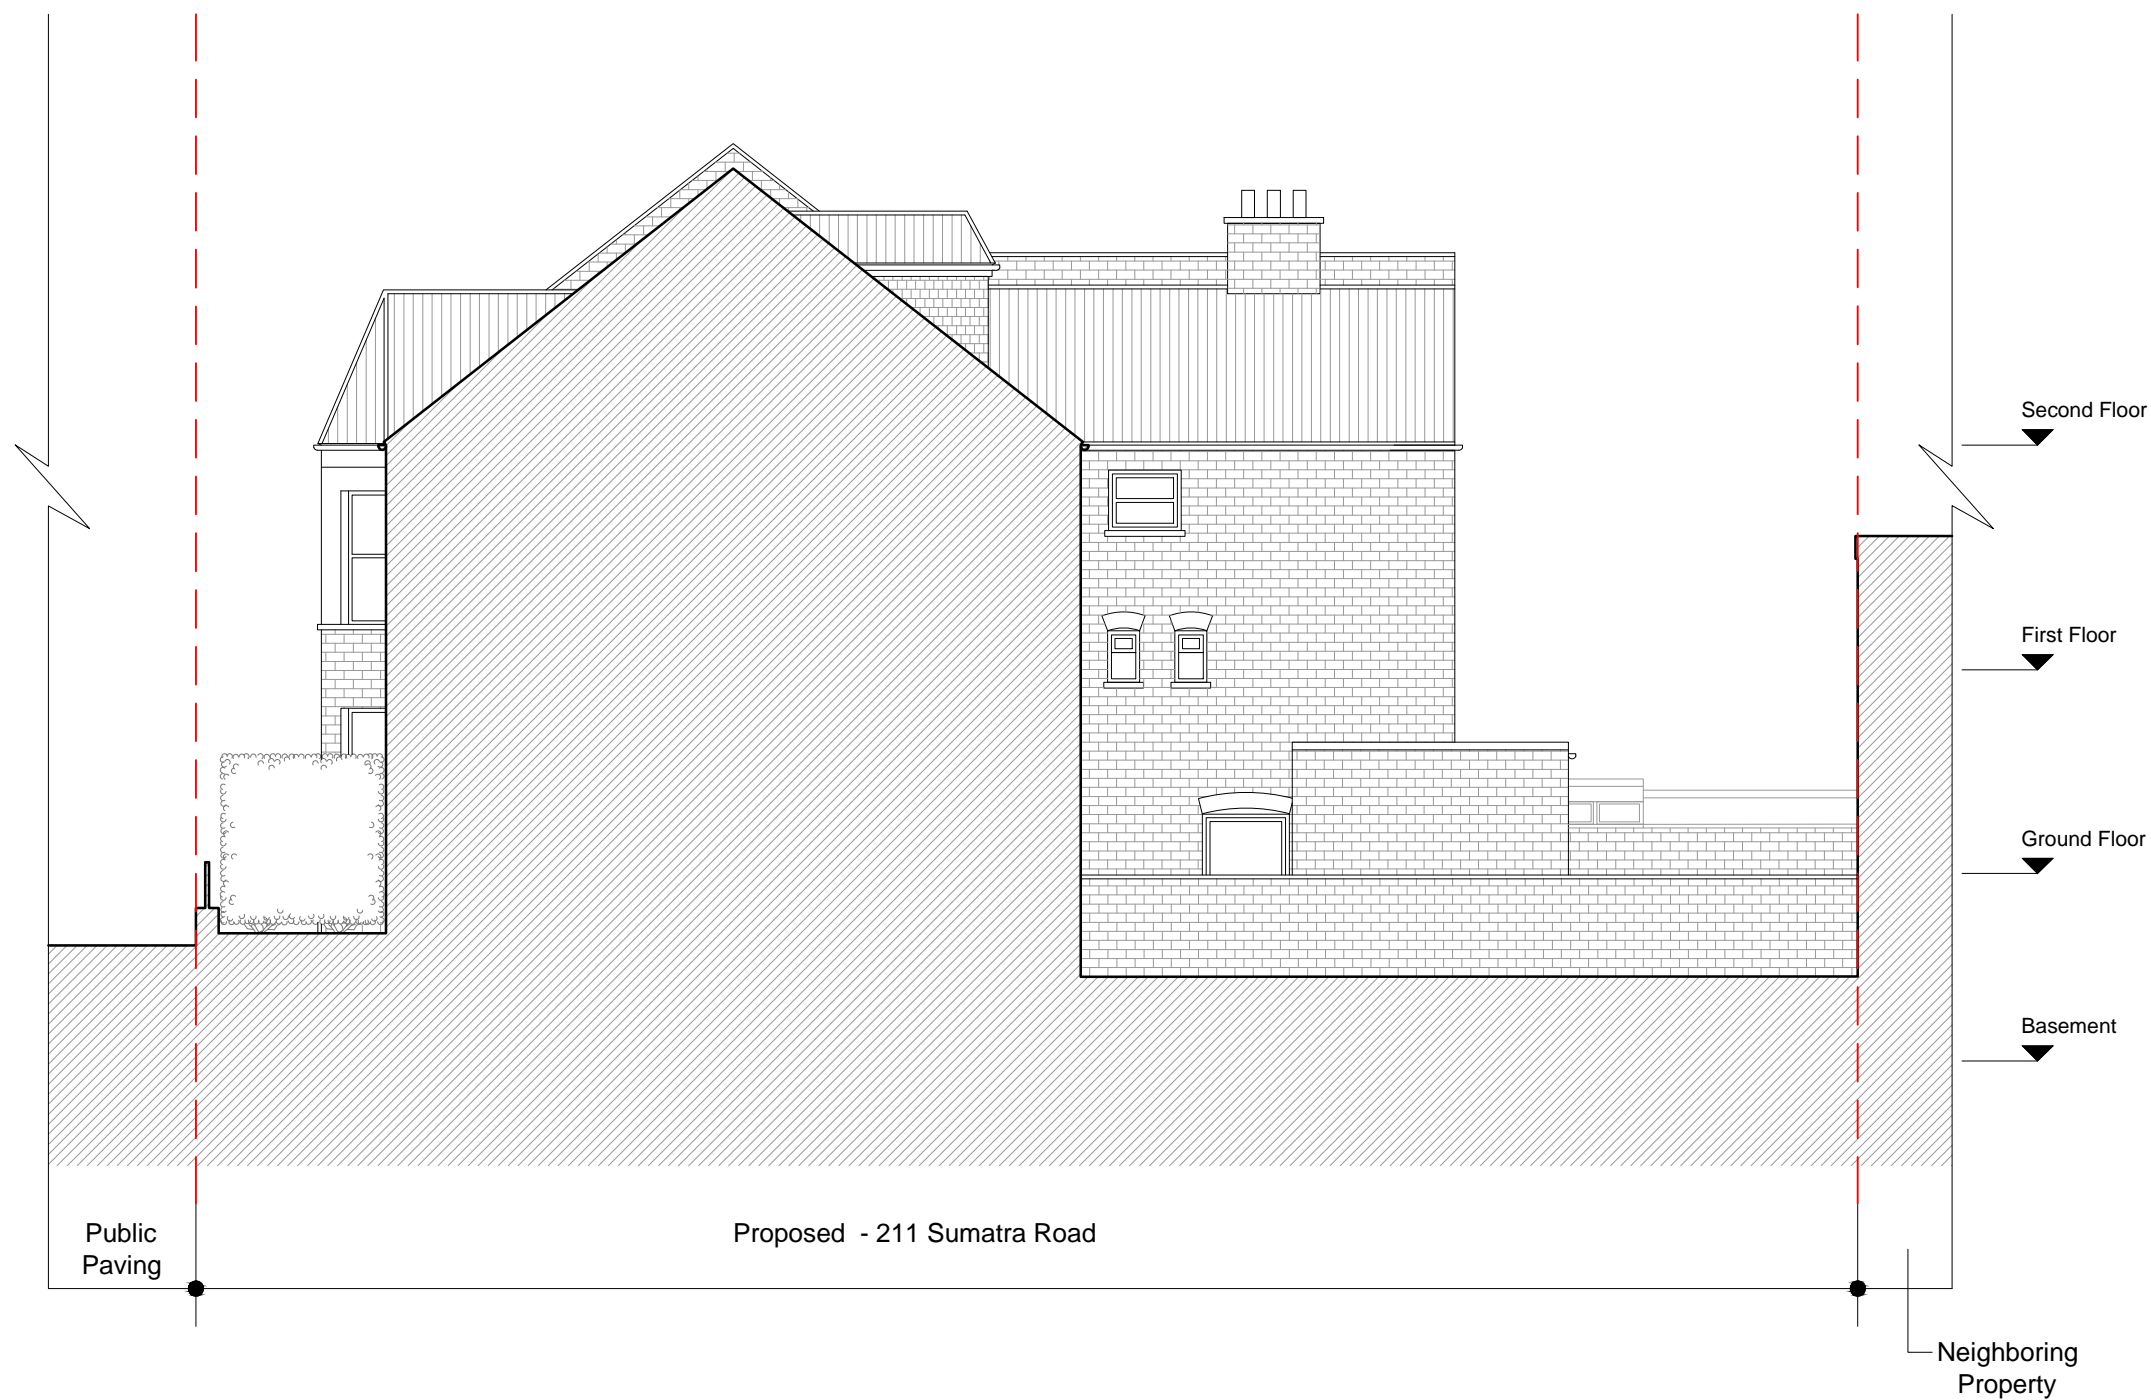 Second Floor
First Floor
Ground Floor
Basement
Public
Paving
Proposed - 211 Sumatra Road
Neighboring
Property